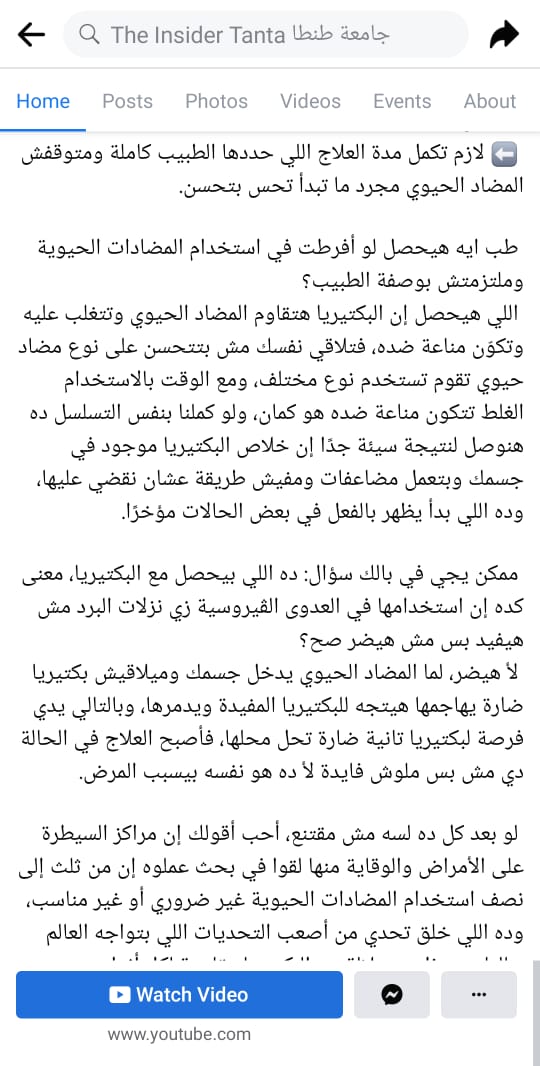 The Insider Tanta جامعة طنطا
Home Posts Photos Videos Events About
⬅️ لازم تكمل مدة العلاج اللي حددها الطبيب كاملة ومتوقفش
المضاد الحيوي مجرد ما تبدأ تحس بتحسن.
طب ايه هيحصل لو أفرطت في استخدام المضادات الحيوية
وملتزمتش بوصفة الطبيب؟
اللي هيحصل إن البكتيريا هتقاوم المضاد الحيوي وتتغلب عليه
وتكوّن مناعة ضده، فتلاقي نفسك مش بتتحسن على نوع مضاد
حيوي تقوم تستخدم نوع مختلف، ومع الوقت بالاستخدام
الغلط تتكون مناعة ضده هو كمان، ولو كملنا بنفس التسلسل ده
هنوصل لنتيجة سيئة جدًا إن خلاص البكتيريا موجود في
جسمك وبتعمل مضاعفات ومفيش طريقة عشان نقضي عليها،
وده اللي بدأ يظهر بالفعل في بعض الحالات مؤخرًا.
ممكن يجي في بالك سؤال: ده اللي بيحصل مع البكتيريا، معنى
كده إن استخدامها في العدوى الڤيروسية زي نزلات البرد مش
هيفيد بس مش هيضر صح؟
لأ هيضر، لما المضاد الحيوي يدخل جسمك وميلاقيش بكتيريا
ضارة يهاجمها هيتجه للبكتيريا المفيدة ويدمرها، وبالتالي يدي
فرصة لبكتيريا تانية ضارة تحل محلها، فأصبح العلاج في الحالة
دي مش بس ملوش فايدة لأ ده هو نفسه بيسبب المرض.
لو بعد كل ده لسه مش مقتنع، أحب أقولك إن مراكز السيطرة
على الأمراض والوقاية منها لقوا في بحث عملوه إن من ثلث إلى
نصف استخدام المضادات الحيوية غير ضروري أو غير مناسب،
وده اللي خلق تحدي من أصعب التحديات اللي بتواجه العالم
Watch Video
www.youtube.com